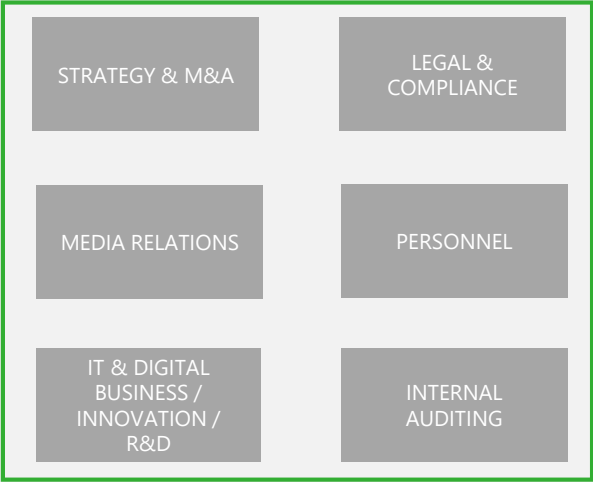 STRATEGY & M&A
LEGAL &
COMPLIANCE
MEDIA RELATIONS
PERSONNEL
IT & DIGITAL
BUSINESS /
INNOVATION /
R&D
INTERNAL
AUDITING